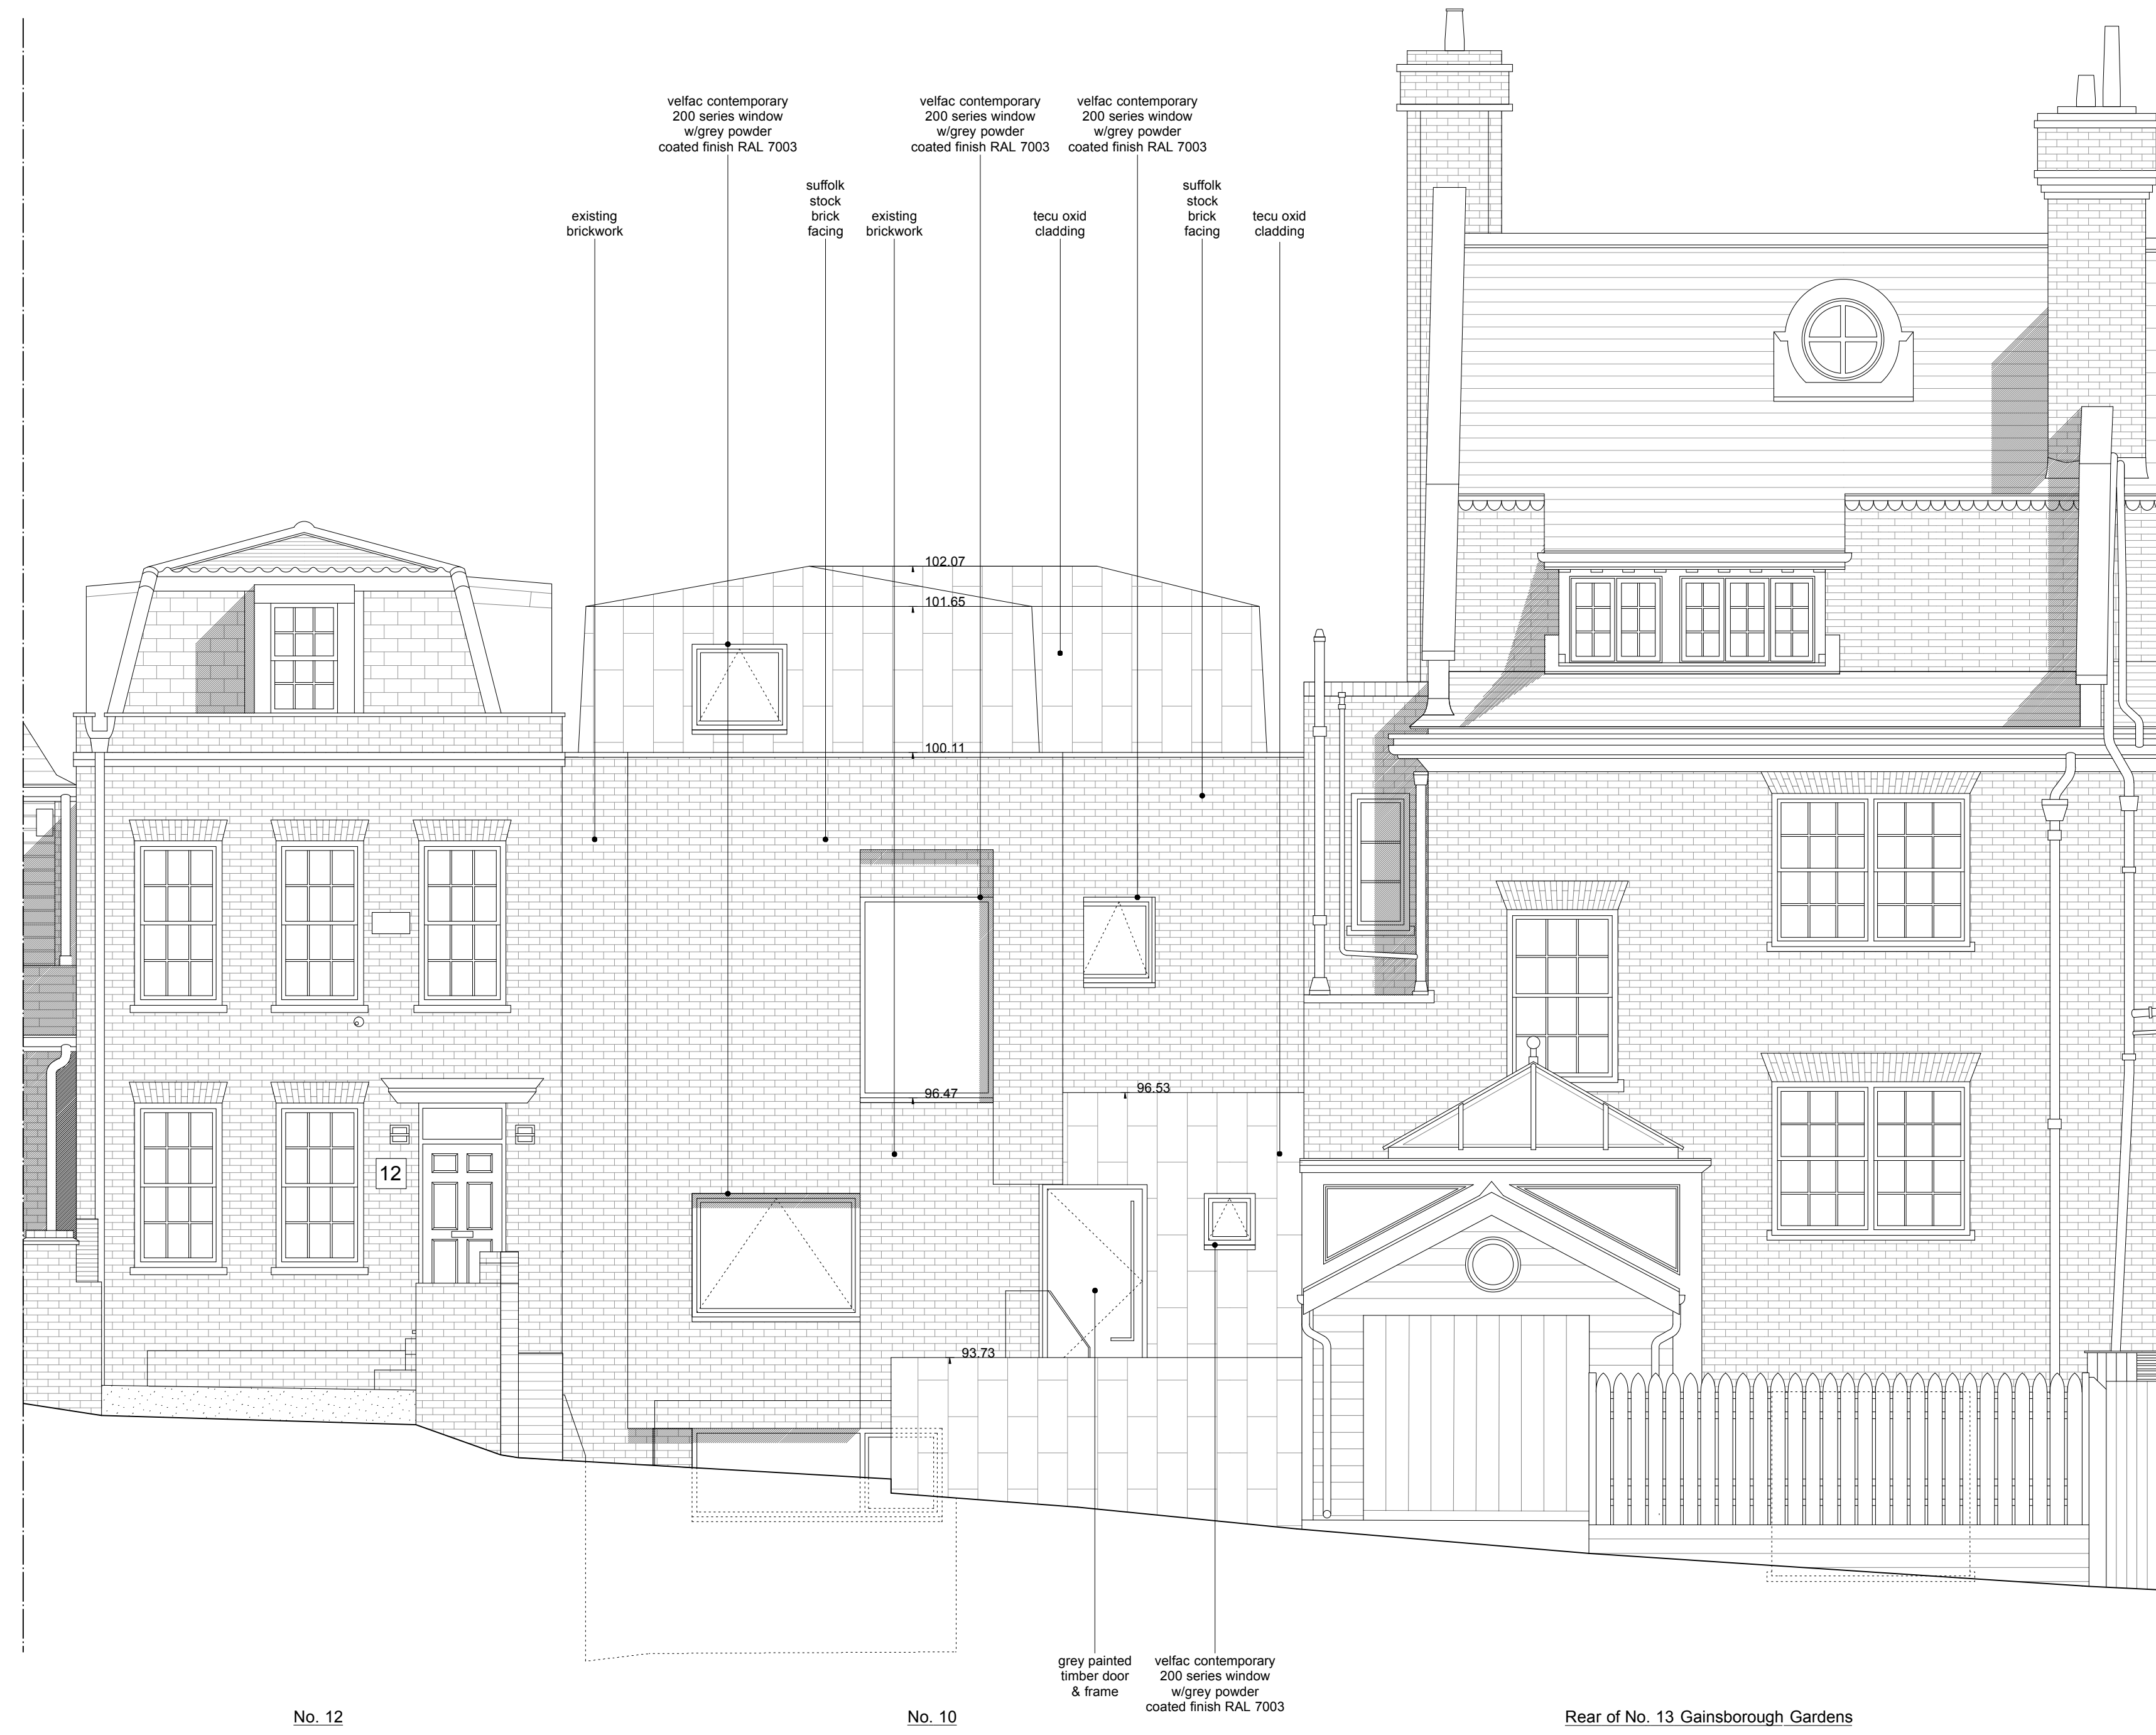 velfac contemporary
200 series window
w/grey powder
coated finish RAL 7003
velfac contemporary
200 series window
w/grey powder
coated finish RAL 7003
velfac contemporary
200 series window
w/grey powder
coated finish RAL 7003
existing
brickwork
suffolk
stock
brick
facing
existing
brickwork
tecu oxid
cladding
suffolk
stock
brick
facing
tecu oxid
cladding
102.07
101.65
100.11
96.47
96.53
12
93.73
grey painted
timber door
& frame
velfac contemporary
200 series window
w/grey powder
coated finish RAL 7003
No. 12
No. 10
Rear of No. 13 Gainsborough Gardens